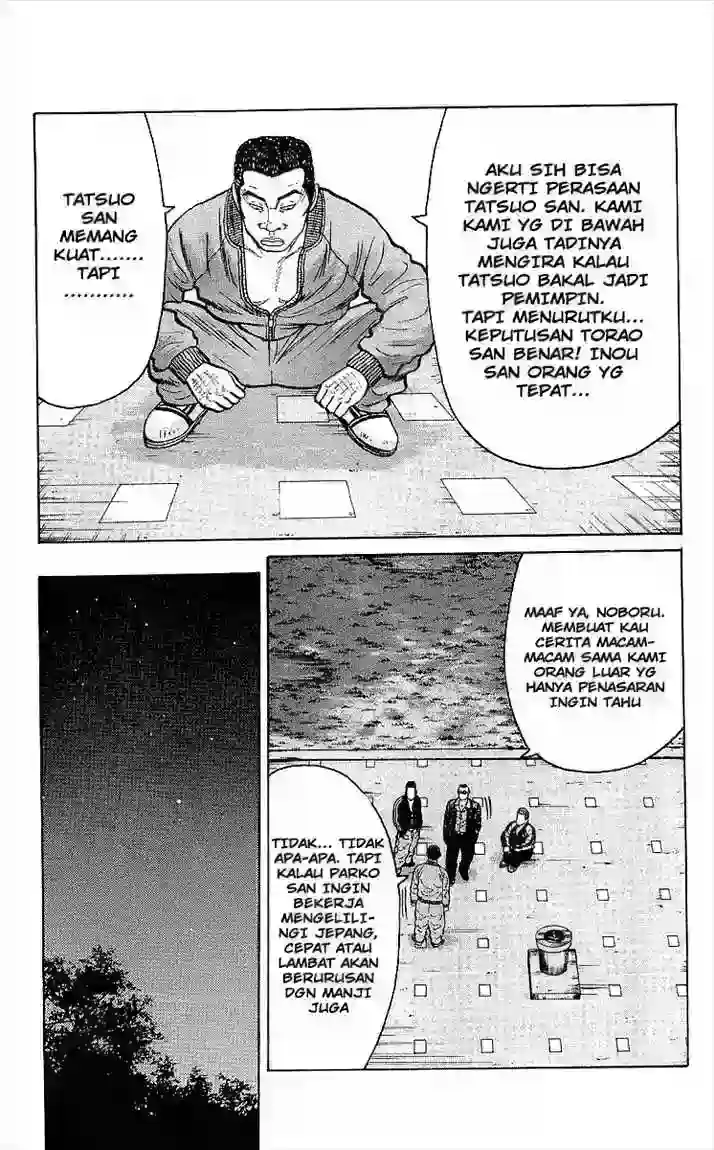 AKU SIH BISA
NGERTI PERASAAN
TATSUO SAN. KAMI
KAMI YG DI BAWAH
JUGA TADINYA
MENGIRA KALAU
TATSUO BAKAL JADI
PEMIMPIN.
TAPI MENURUTKU...
KEPUTUSAN TORAO
SAN BENAR! INOU
SAN ORANG YG
TEPAT...
TATSUO
SAN
MEMANG
KUAT.......
TAPI
...........
MAAF YA, NOBORU.
MEMBUAT KAU
CERITA MACAM-
MACAM SAMA KAMI
ORANG LUAR YG
HANYA PENASARAN
INGIN TAHU
TIDAK... TIDAK
APA-APA. TAPI
KALAU PARKO
SAN INGIN
BEKERJA
MENGELILI-
NGI JEPANG,
CEPAT ATAU
LAMBAT AKAN
BERURUSAN
DGN MANJI
JUGA